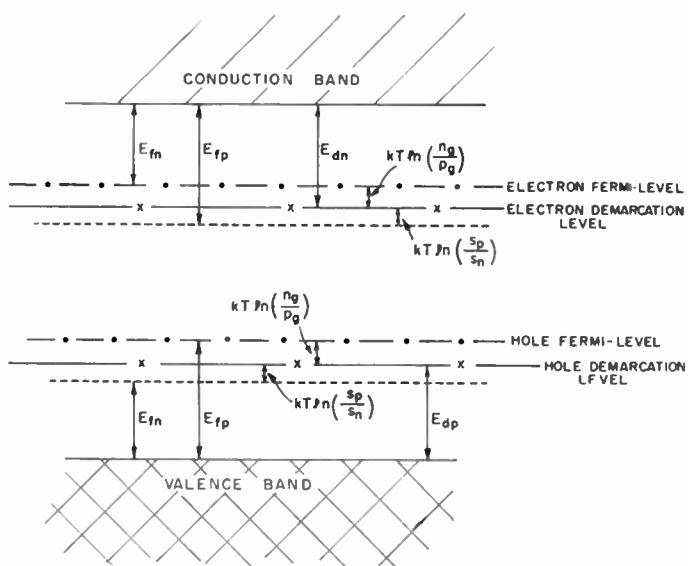 CONDUCTION BAND
E_fn
E_fp
E_dn
kT ln (n_g/p_g)
ELECTRON FERMI-LEVEL
ELECTRON DEMARCATION
LEVEL
kT ln (s_p/s_n)
kT ln (n_g/p_g)
HOLE FERMI-LEVEL
HOLE DEMARCATION
LEVEL
kT ln (s_p/s_n)
E_fn
E_fp
E_dp
VALENCE BAND